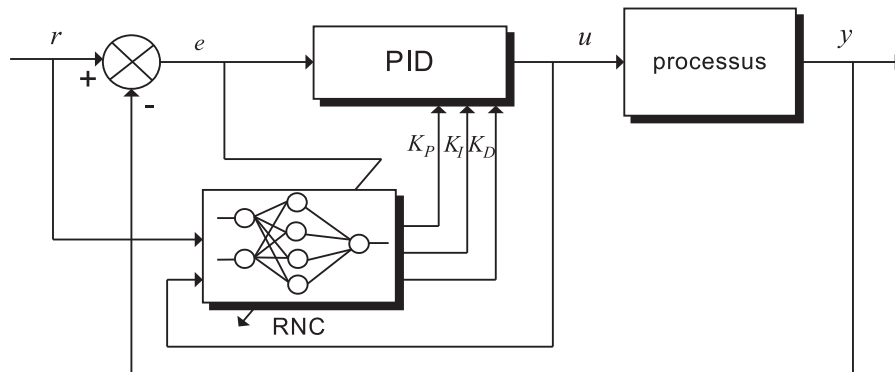 r
e
u
y
+
-
PID
processus
K_P K_I K_D
RNC